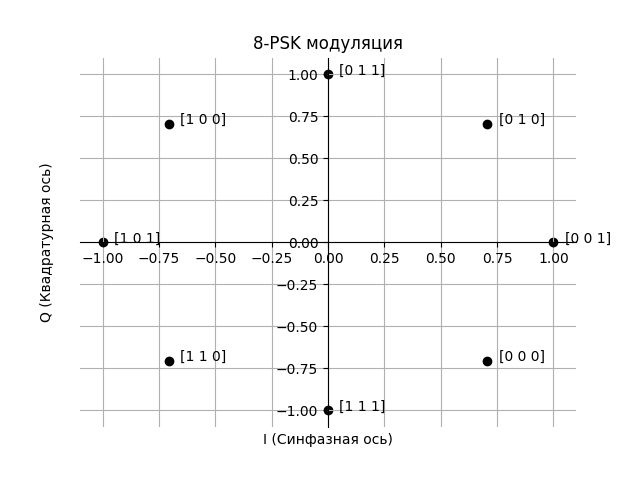 8-PSK модуляция
1.00 [0 1 1]
[1 0 0] 0.75 [0 1 0]
0.50
0.25
[1 0 1] 0.00 [0 0 1]
−1.00 −0.75 −0.50 −0.25 0.00 0.25 0.50 0.75 1.00
−0.25
−0.50
[1 1 0] −0.75 [0 0 0]
−1.00 [1 1 1]
I (Синфазная ось)
Q (Квадратурная ось)